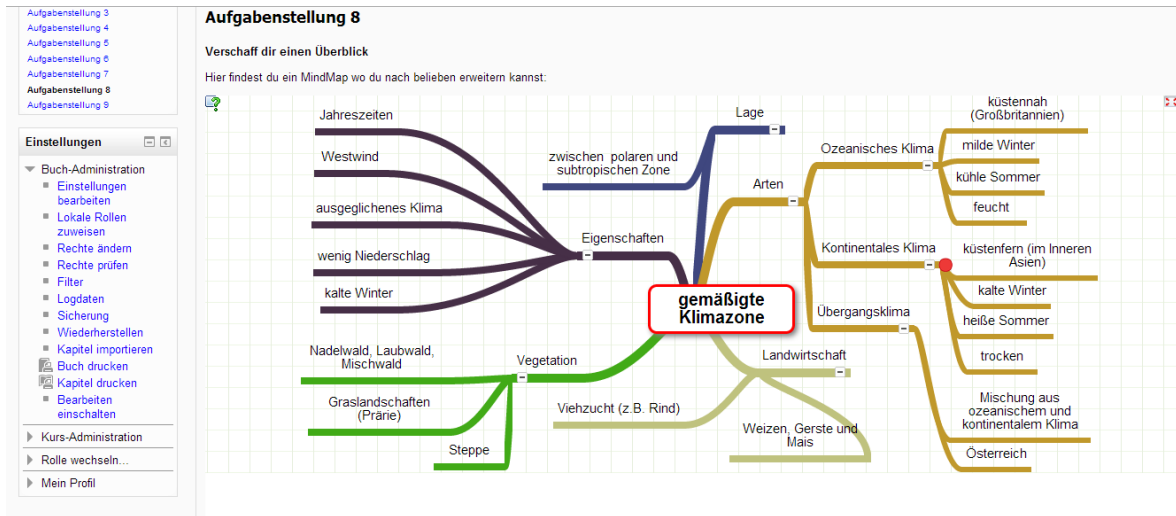 Aufgabenstellung 3
Aufgabenstellung 4
Aufgabenstellung 5
Aufgabenstellung 6
Aufgabenstellung 7
Aufgabenstellung 8
Aufgabenstellung 9
Einstellungen
Buch-Administration
Einstellungen
bearbeiten
Lokale Rollen
zuweisen
Rechte ändern
Rechte prüfen
Filter
Logdaten
Sicherung
Wiederherstellen
Kapitel importieren
Buch drucken
Kapitel drucken
Bearbeiten
einschalten
Kurs-Administration
Rolle wechseln...
Mein Profil
Aufgabenstellung 8
Verschaff dir einen Überblick
Hier findest du ein MindMap wo du nach belieben erweitern kannst:
gemäßigte
Klimazone
Eigenschaften
Jahreszeiten
Westwind
ausgeglichenes Klima
wenig Niederschlag
kalte Winter
Lage
zwischen polaren und
subtropischen Zone
Arten
Ozeanisches Klima
küstennah
(Großbritannien)
milde Winter
kühle Sommer
feucht
Kontinentales Klima
küstenfern (im Inneren
Asien)
kalte Winter
heiße Sommer
trocken
Übergangsklima
Mischung aus
ozeanischem und
kontinentalem Klima
Österreich
Vegetation
Nadelwald, Laubwald,
Mischwald
Graslandschaften
(Prärie)
Steppe
Landwirtschaft
Viehzucht (z.B. Rind)
Weizen, Gerste und
Mais